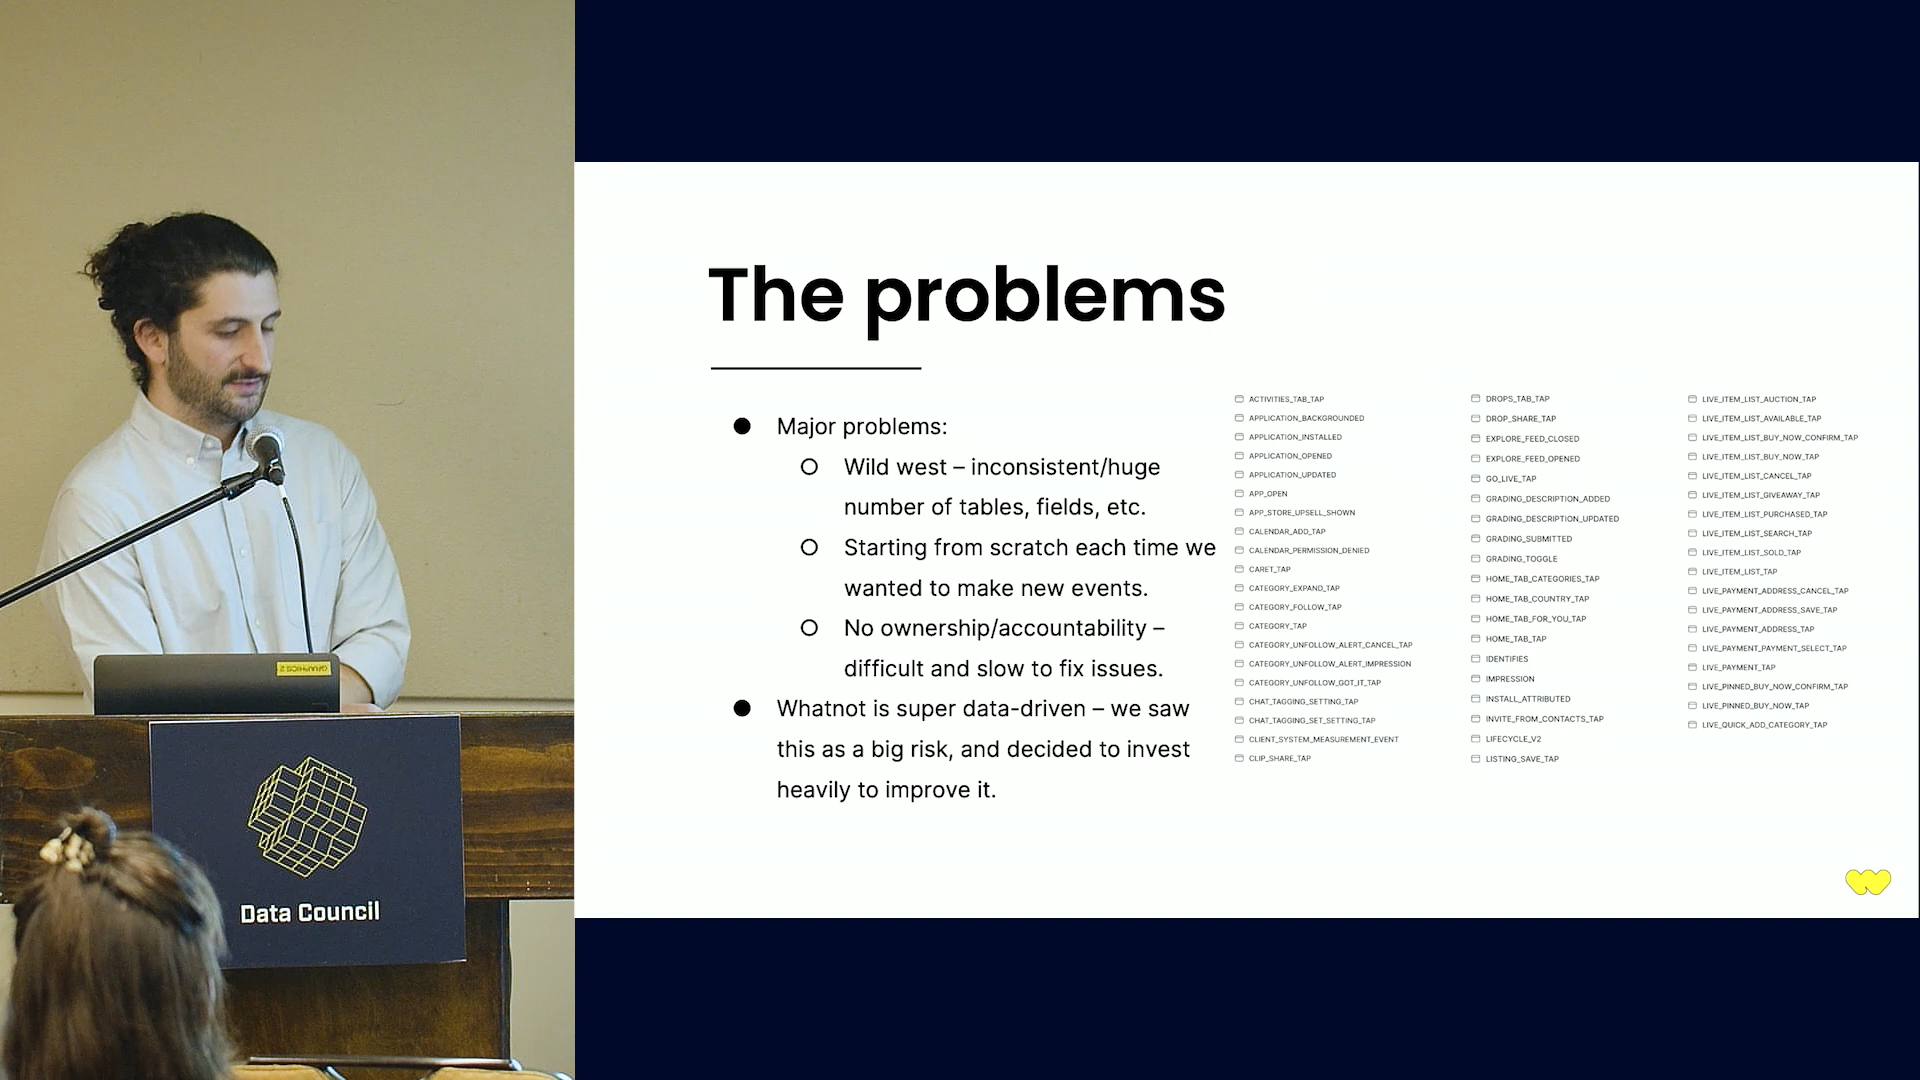 The problems
Major problems:
Wild west – inconsistent/huge
number of tables, fields, etc.
Starting from scratch each time we
wanted to make new events.
No ownership/accountability –
difficult and slow to fix issues.
Whatnot is super data-driven – we saw
this as a big risk, and decided to invest
heavily to improve it.
ACTIVITIES_TAB_TAP
APPLICATION_BACKGROUNDED
APPLICATION_INSTALLED
APPLICATION_OPENED
APPLICATION_UPDATED
APP_OPEN
APP_STORE_UPSELL_SHOWN
CALENDAR_ADD_TAP
CALENDAR_PERMISSION_DENIED
CARET_TAP
CATEGORY_EXPAND_TAP
CATEGORY_FOLLOW_TAP
CATEGORY_TAP
CATEGORY_UNFOLLOW_ALERT_CANCEL_TAP
CATEGORY_UNFOLLOW_ALERT_IMPRESSION
CATEGORY_UNFOLLOW_GOT_IT_TAP
CHAT_TAGGING_SETTING_TAP
CHAT_TAGGING_SET_SETTING_TAP
CLIENT_SYSTEM_MEASUREMENT_EVENT
CLIP_SHARE_TAP
DROPS_TAB_TAP
DROP_SHARE_TAP
EXPLORE_FEED_CLOSED
EXPLORE_FEED_OPENED
GO_LIVE_TAP
GRADING_DESCRIPTION_ADDED
GRADING_DESCRIPTION_UPDATED
GRADING_SUBMITTED
GRADING_TOGGLE
HOME_TAB_CATEGORIES_TAP
HOME_TAB_COUNTRY_TAP
HOME_TAB_FOR_YOU_TAP
HOME_TAB_TAP
IDENTIFIES
IMPRESSION
INSTALL_ATTRIBUTED
INVITE_FROM_CONTACTS_TAP
LIFECYCLE_V2
LISTING_SAVE_TAP
LIVE_ITEM_LIST_AUCTION_TAP
LIVE_ITEM_LIST_AVAILABLE_TAP
LIVE_ITEM_LIST_BUY_NOW_CONFIRM_TAP
LIVE_ITEM_LIST_BUY_NOW_TAP
LIVE_ITEM_LIST_CANCEL_TAP
LIVE_ITEM_LIST_GIVEAWAY_TAP
LIVE_ITEM_LIST_PURCHASED_TAP
LIVE_ITEM_LIST_SEARCH_TAP
LIVE_ITEM_LIST_SOLD_TAP
LIVE_ITEM_LIST_TAP
LIVE_PAYMENT_ADDRESS_CANCEL_TAP
LIVE_PAYMENT_ADDRESS_SAVE_TAP
LIVE_PAYMENT_ADDRESS_TAP
LIVE_PAYMENT_PAYMENT_SELECT_TAP
LIVE_PAYMENT_TAP
LIVE_PINNED_BUY_NOW_CONFIRM_TAP
LIVE_PINNED_BUY_NOW_TAP
LIVE_QUICK_ADD_CATEGORY_TAP
GRAPHICS 2
Data Council